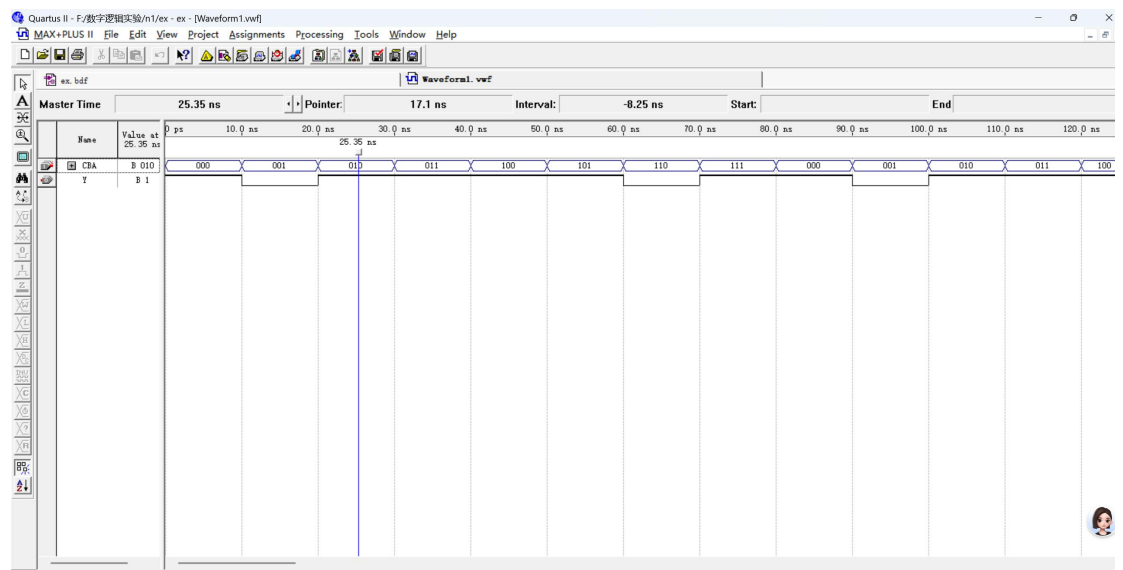 Quartus II - F:/数字逻辑实验/n1/ex - ex - [Waveform1.vwf]
MAX+PLUS II File Edit View Project Assignments Processing Tools Window Help
ex.bdf Waveform1.vwf
Master Time 25.35 ns Pointer: 17.1 ns Interval: -8.25 ns Start: End
Name Value at 25.35 ns
0 ps 10.0 ns 20.0 ns 30.0 ns 40.0 ns 50.0 ns 60.0 ns 70.0 ns 80.0 ns 90.0 ns 100.0 ns 110.0 ns 120.0 ns
25.35 ns
CBA B 010 000 001 010 011 100 101 110 111 000 001 010 011 100
Y B 1